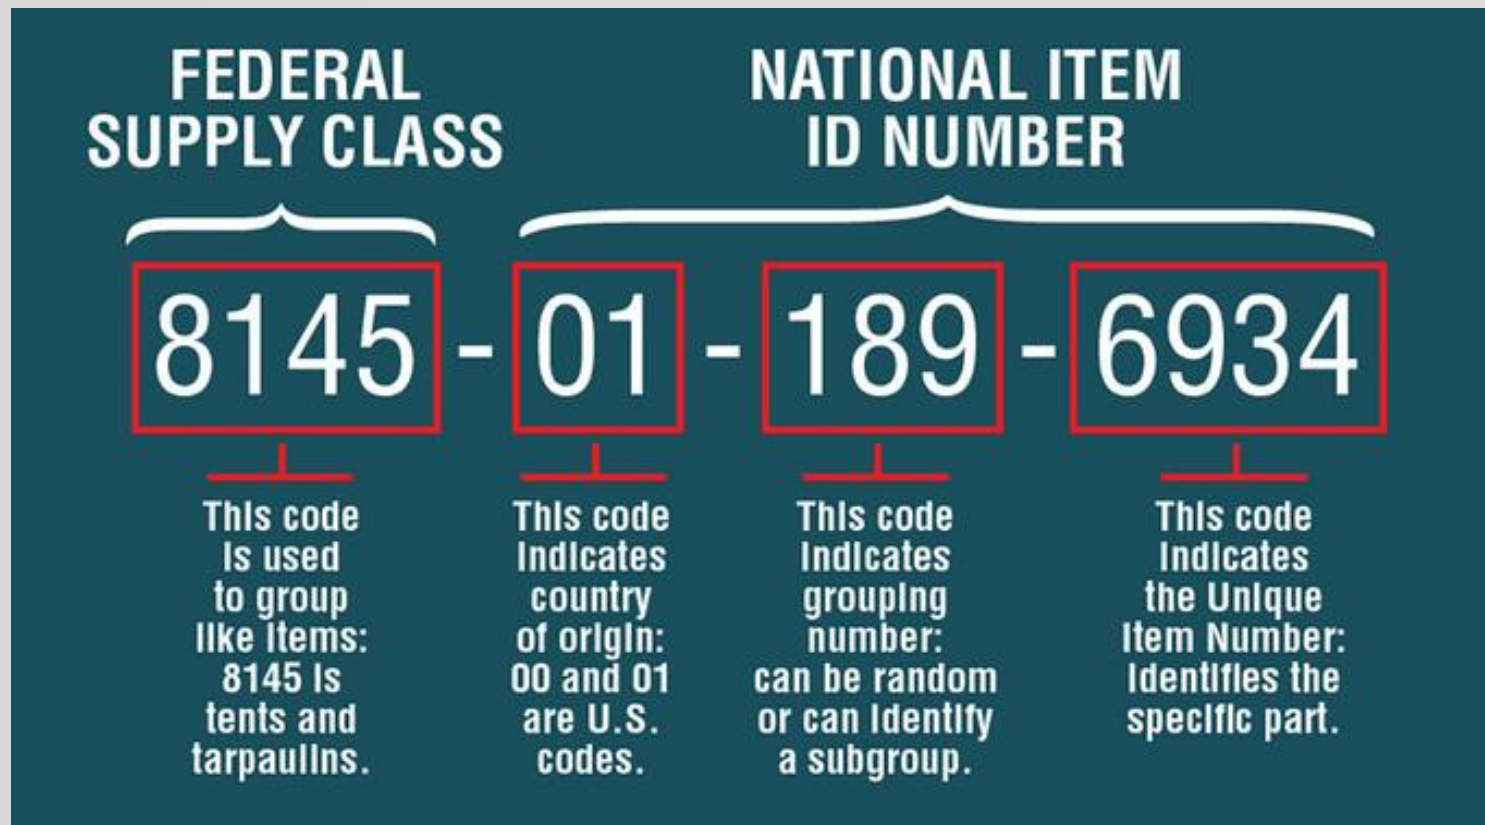 FEDERAL
SUPPLY CLASS
NATIONAL ITEM
ID NUMBER
8145 - 01 - 189 - 6934
This code
is used
to group
like items:
8145 is
tents and
tarpaulins.
This code
indicates
country
of origin:
00 and 01
are U.S.
codes.
This code
indicates
grouping
number:
can be random
or can identify
a subgroup.
This code
indicates
the Unique
Item Number:
identifies the
specific part.